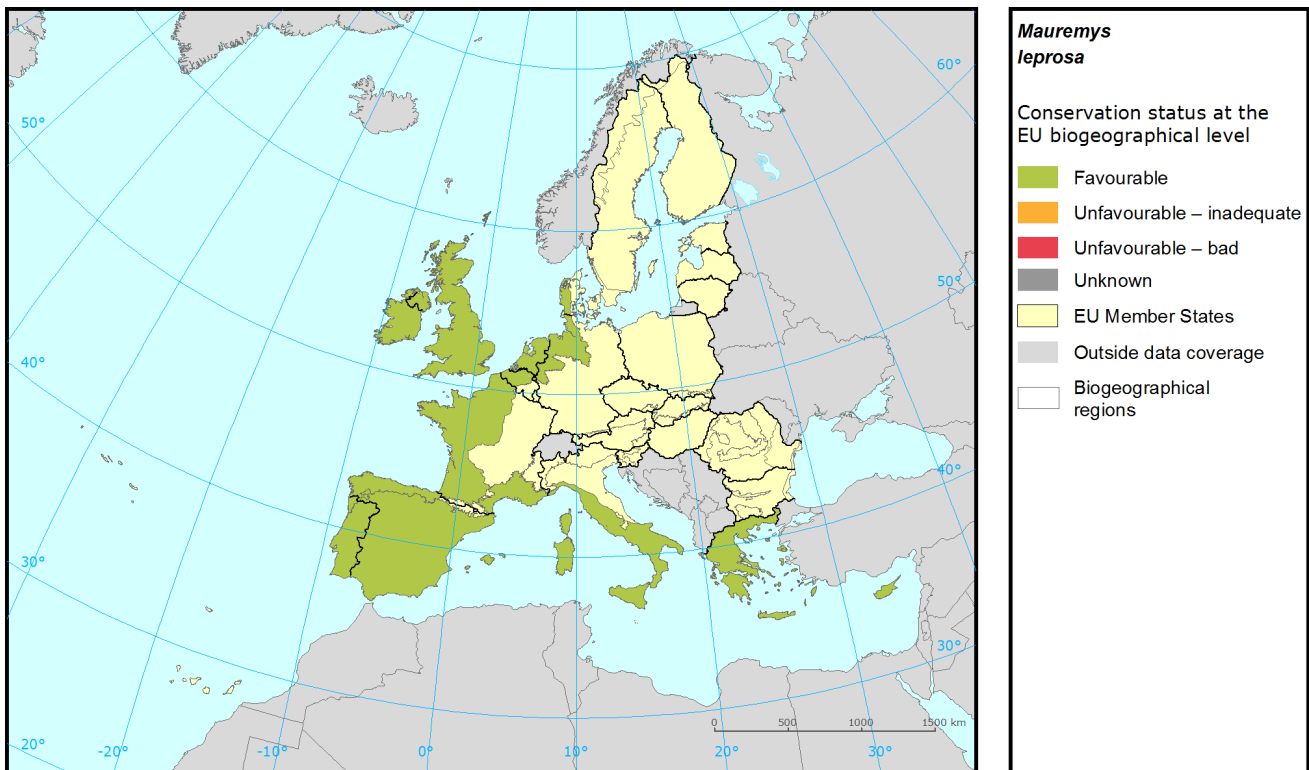 60°
50°
50°
40°
40°
30°
30°
20°
-20°
-10°
0°
10°
20°
30°
0 500 1000 1500 km
Mauremys
leprosa
Conservation status at the
EU biogeographical level
Favourable
Unfavourable – inadequate
Unfavourable – bad
Unknown
EU Member States
Outside data coverage
Biogeographical
regions